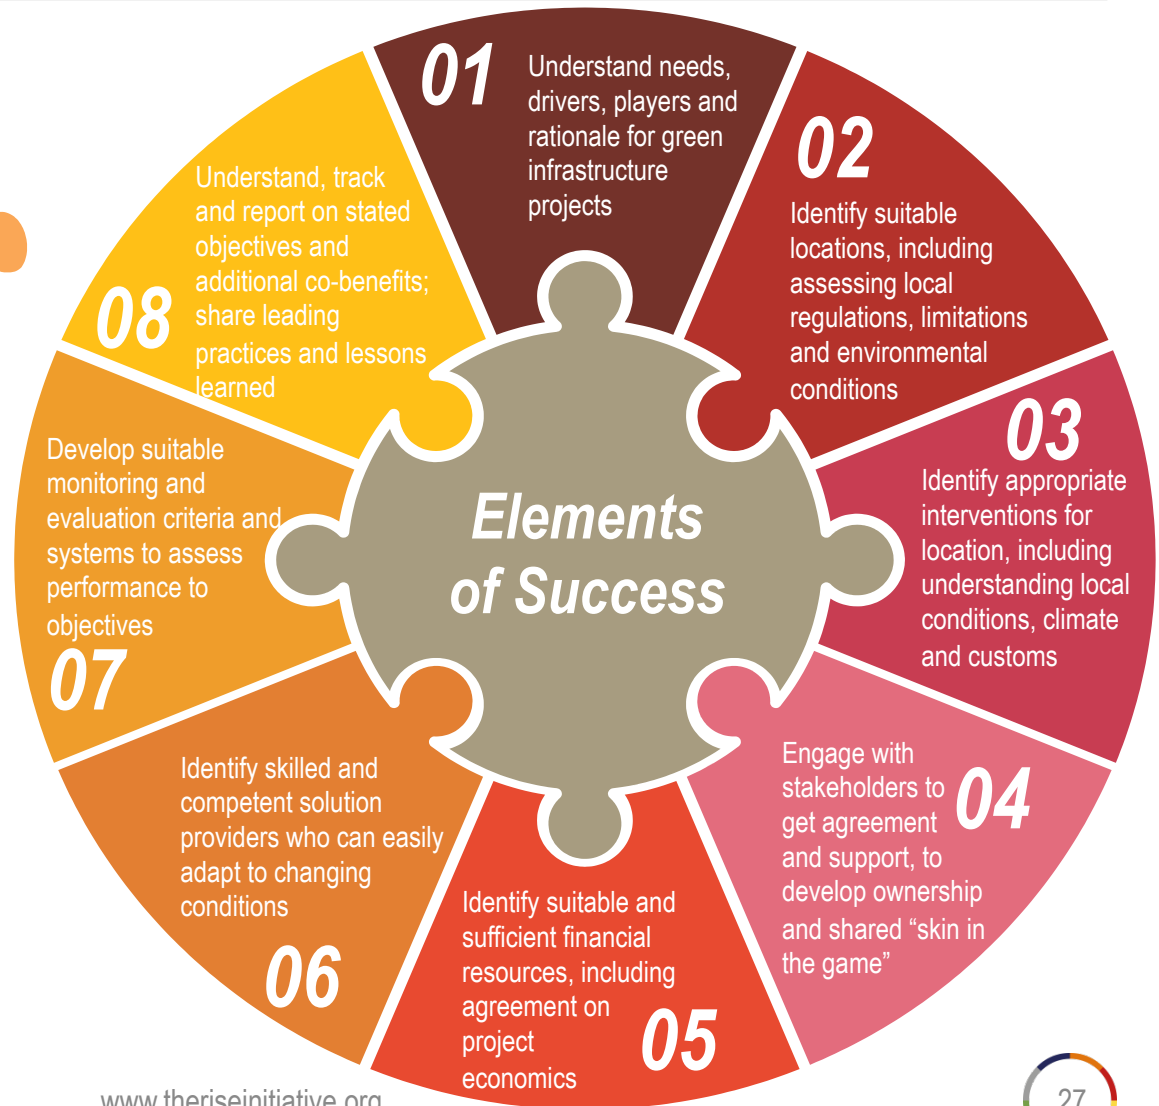 01
Understand needs,
drivers, players and
rationale for green
infrastructure
projects
02
Identify suitable
locations, including
assessing local
regulations, limitations
and environmental
conditions
03
Identify appropriate
interventions for
location, including
understanding local
conditions, climate
and customs
Engage with
stakeholders to
get agreement
and support, to
develop ownership
and shared “skin in
the game”
04
Identify suitable and
sufficient financial
resources, including
agreement on
project
economics
05
Identify skilled and
competent solution
providers who can easily
adapt to changing
conditions
06
Develop suitable
monitoring and
evaluation criteria and
systems to assess
performance to
objectives
07
Understand, track
and report on stated
objectives and
additional co-benefits;
share leading
practices and lessons
learned
08
Elements
of Success
www.theriseinitiative.org
27